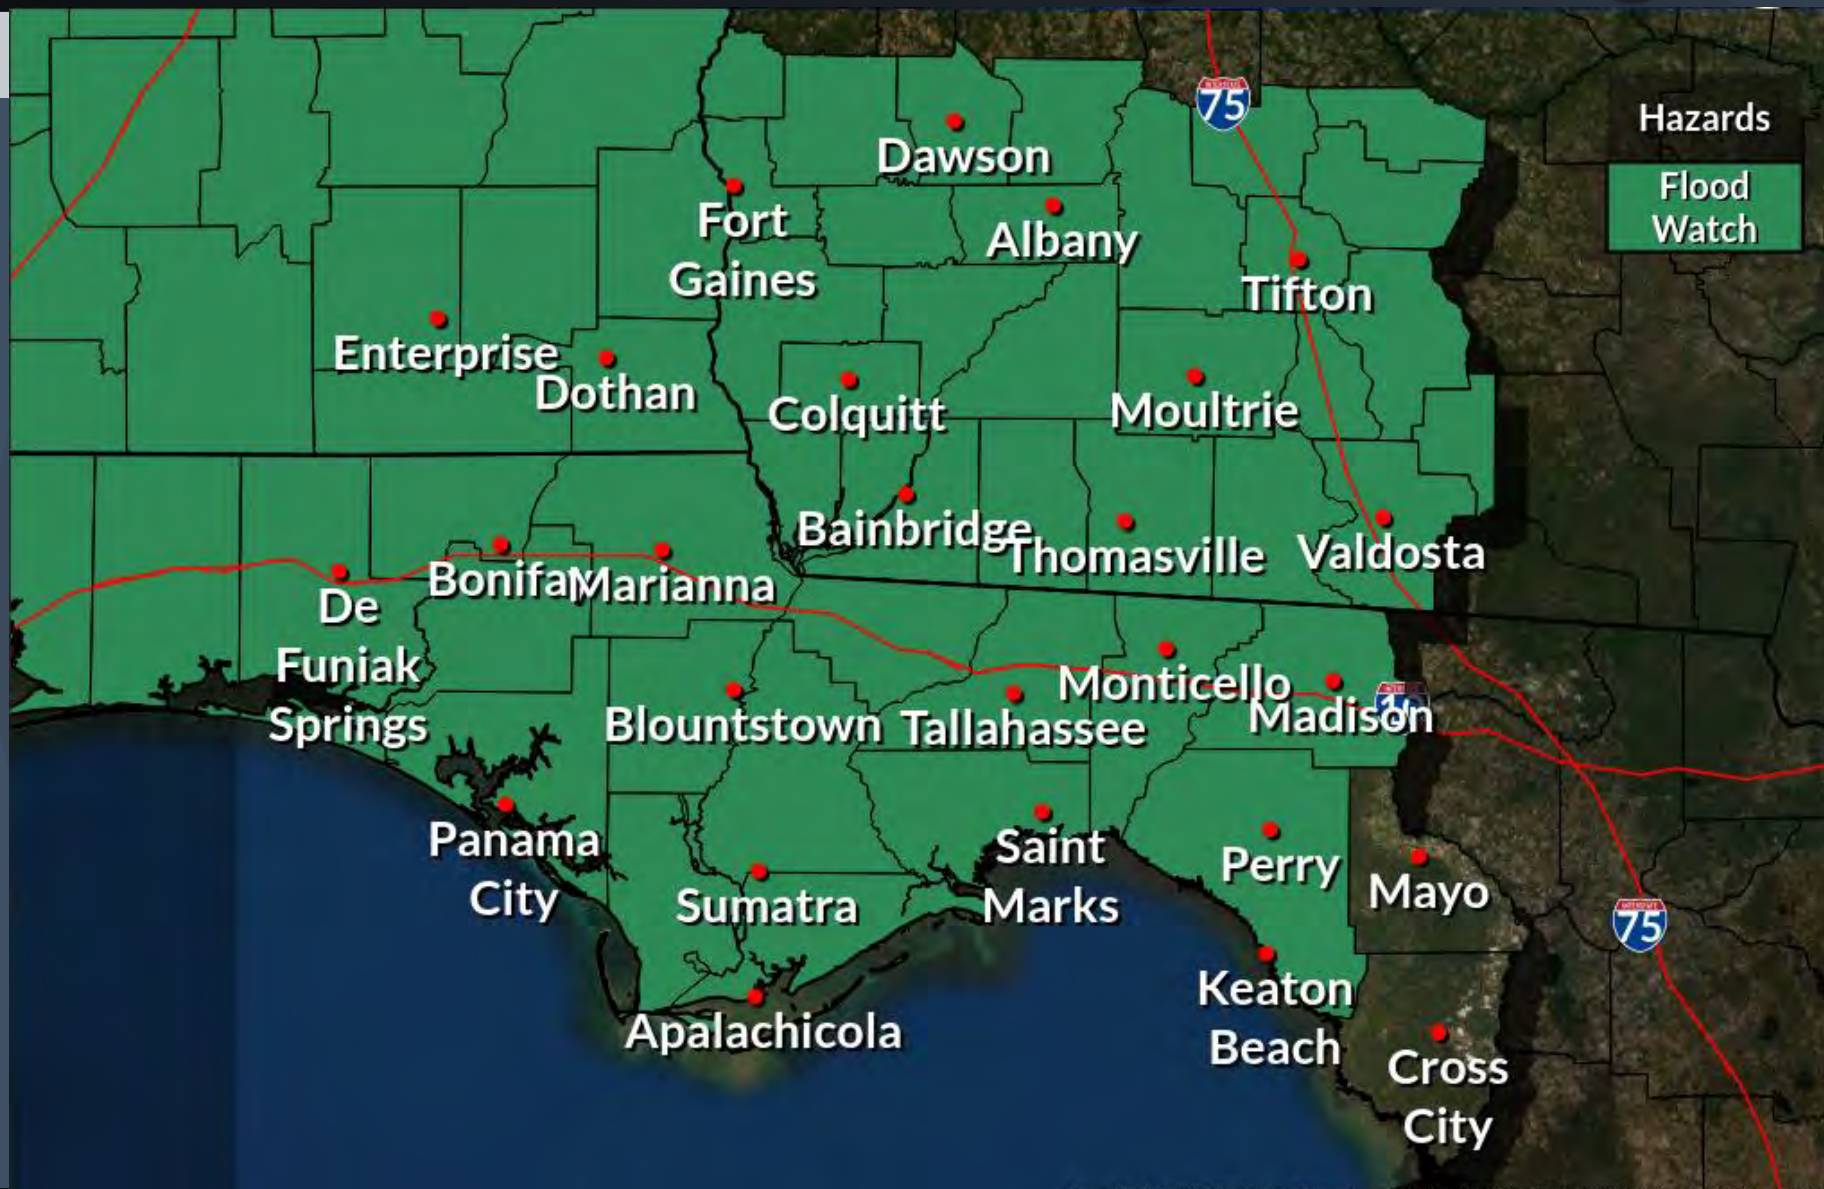 75
Hazards
Flood
Watch
Dawson
Fort
Gaines
Albany
Tifton
Enterprise
Dothan
Colquitt
Moultrie
Bainbridge
Thomasville
Valdosta
De
Funiak
Springs
Bonifay
Marianna
Monticello
Madison
Blountstown
Tallahassee
Panama
City
Saint
Marks
Perry
Mayo
Sumatra
75
Keaton
Beach
Apalachicola
Cross
City